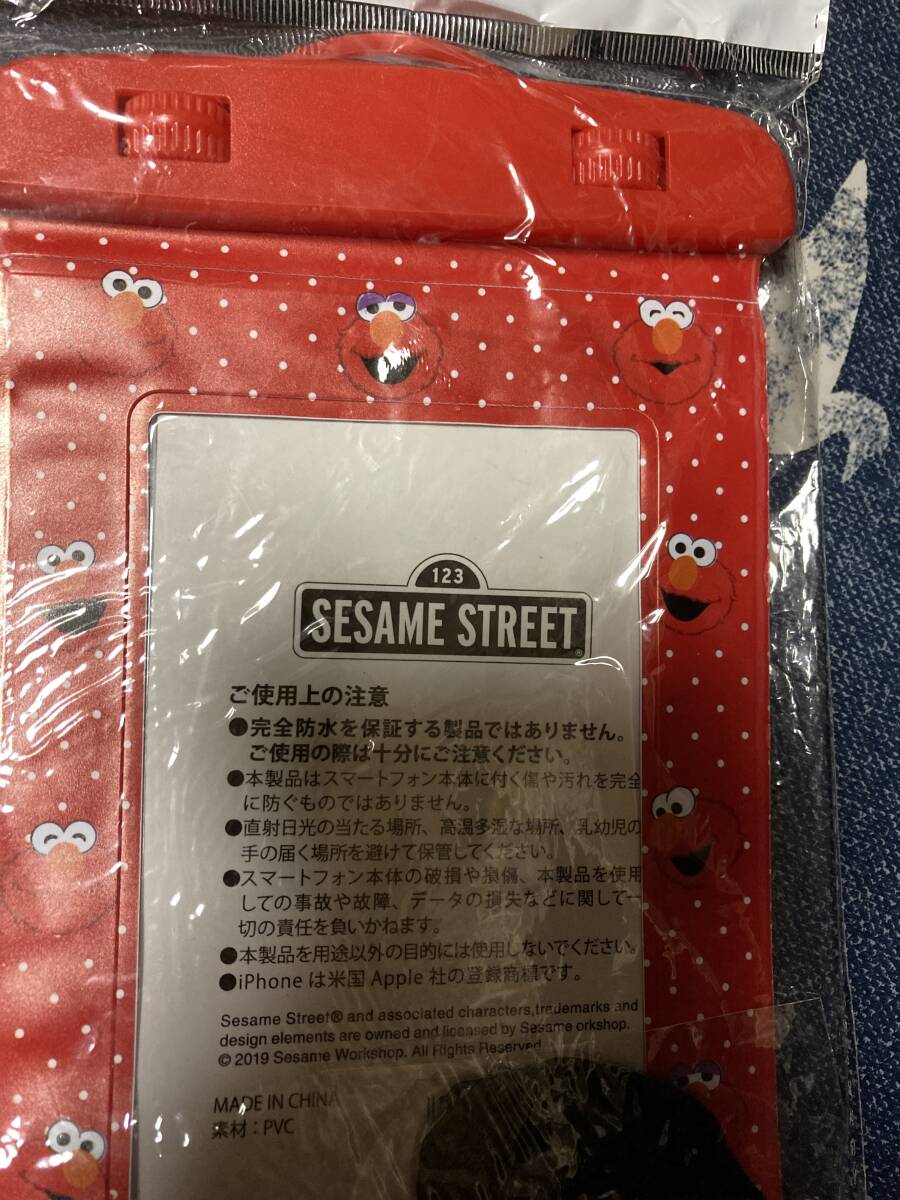 123
SESAME STREET®
ご使用上の注意
●完全防水を保証する製品ではありません。
ご使用の際は十分にご注意ください。
●本製品はスマートフォン本体に付く傷や汚れを完全
に防ぐものではありません。
●直射日光の当たる場所、高温多湿な場所、乳幼児の
手の届く場所を避けて保管してください。
●スマートフォン本体の破損や損傷、本製品を使用
しての事故や故障、データの損失などに関して一
切の責任を負いかねます。
●本製品を用途以外の目的には使用しないでください。
●iPhone は米国 Apple 社の登録商標です。
Sesame Street® and associated characters,trademarks and
design elements are owned and licensed by Sesame orkshop.
© 2019 Sesame Workshop. All Rights Reserved.
MADE IN CHINA
素材：PVC